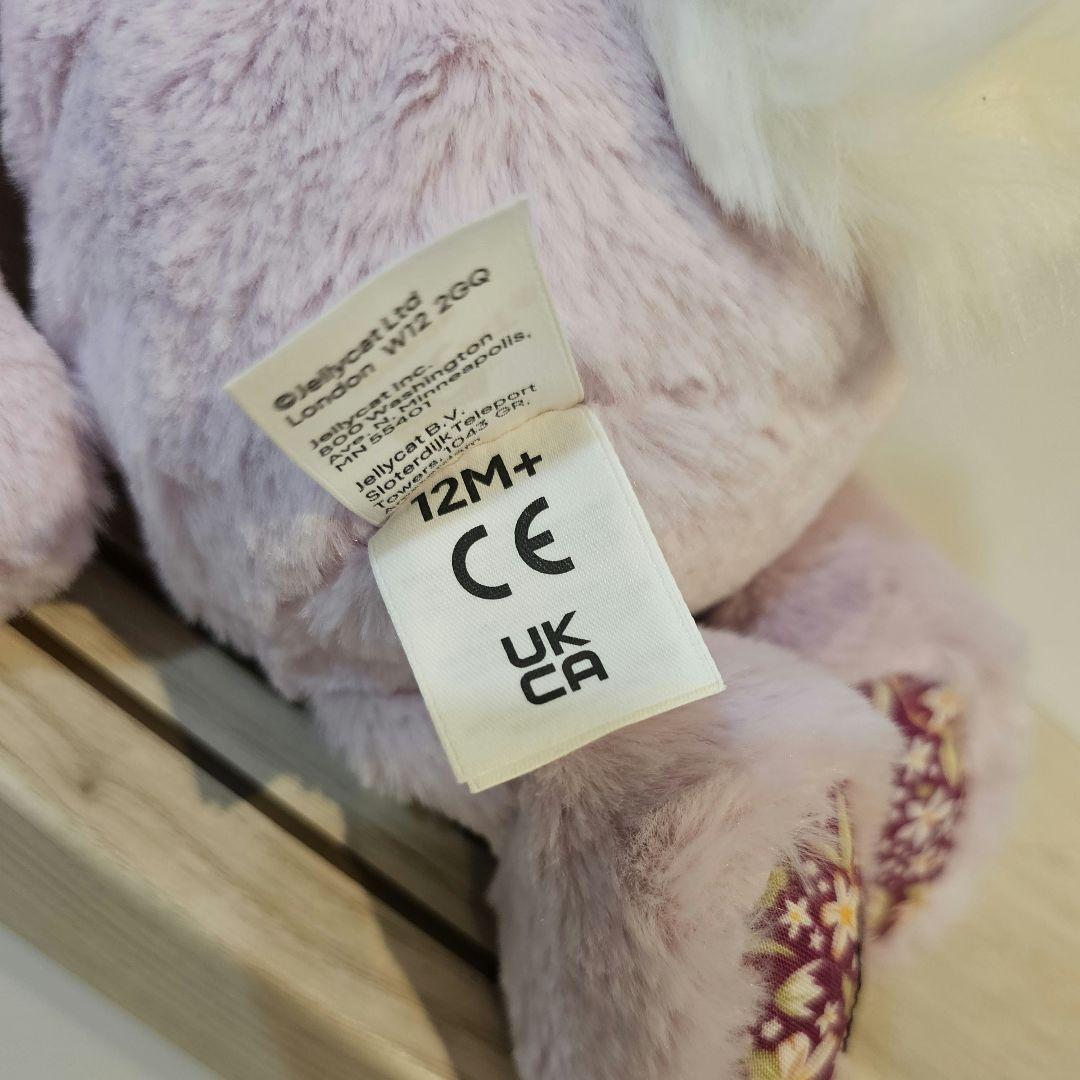 ©Jellycat Ltd
London W12 2GQ
Jellycat Inc.
800 Washington
Ave N. Minneapolis,
MN 55401
Jellycat B.V.
Sloterdijk Teleport
Towers, 1043 GR,
12M+
CE
UK
CA